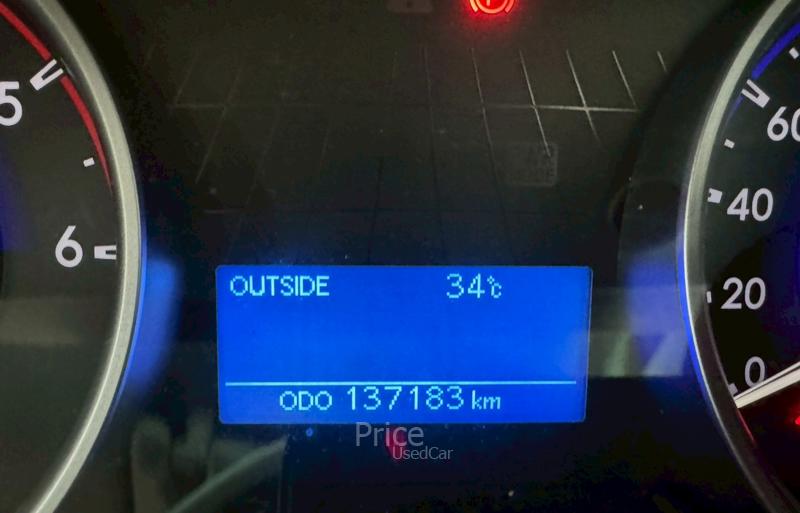 5
6
OUTSIDE 34℃
ODO 137183 km
60
40
20
0
Price
UsedCar